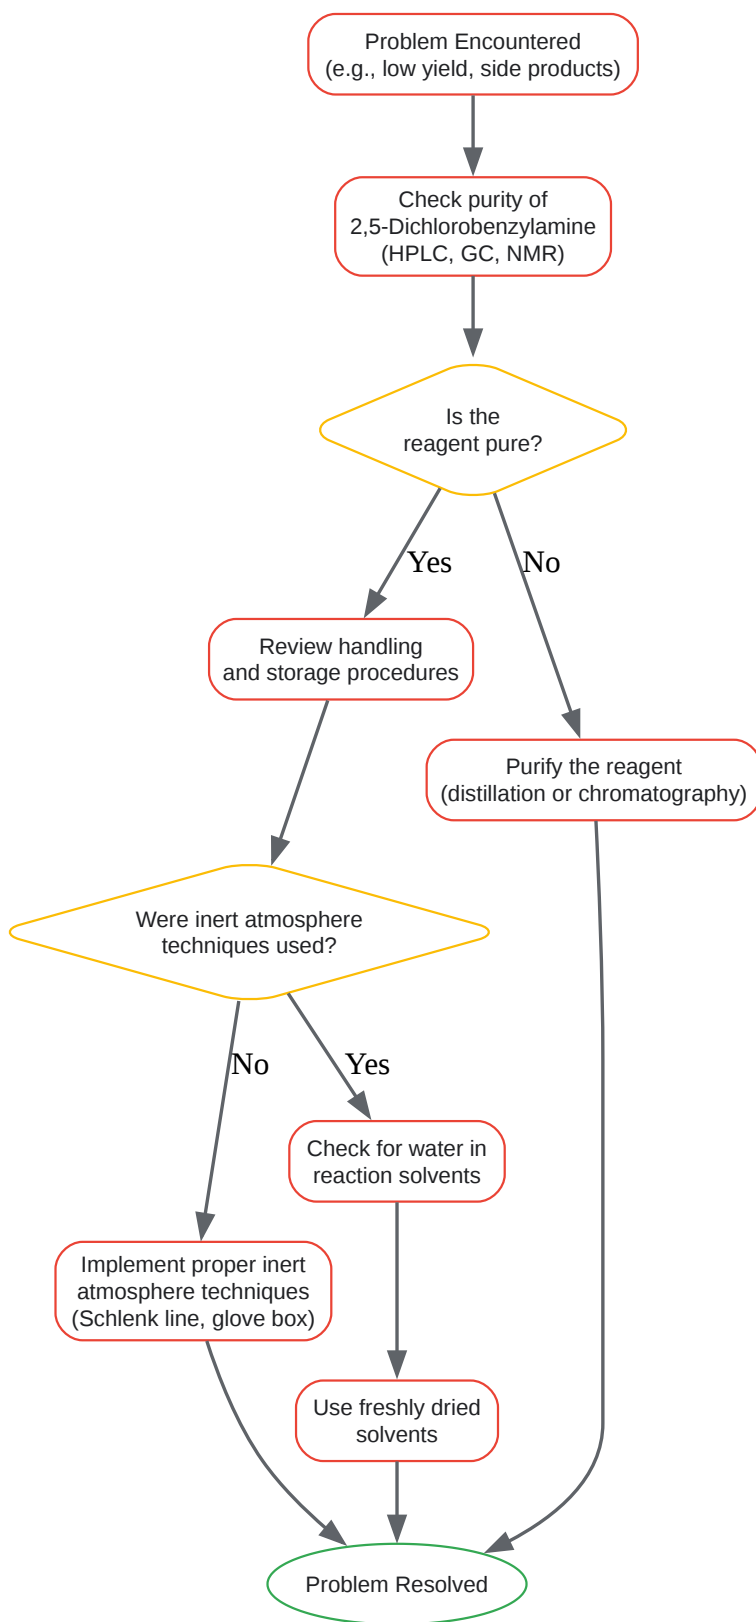 Problem Encountered
(e.g., low yield, side products)
Check purity of
2,5-Dichlorobenzylamine
(HPLC, GC, NMR)
Is the
reagent pure?
Yes
No
Review handling
and storage procedures
Purify the reagent
(distillation or chromatography)
Were inert atmosphere
techniques used?
No
Yes
Check for water in
reaction solvents
Implement proper inert
atmosphere techniques
(Schlenk line, glove box)
Use freshly dried
solvents
Problem Resolved